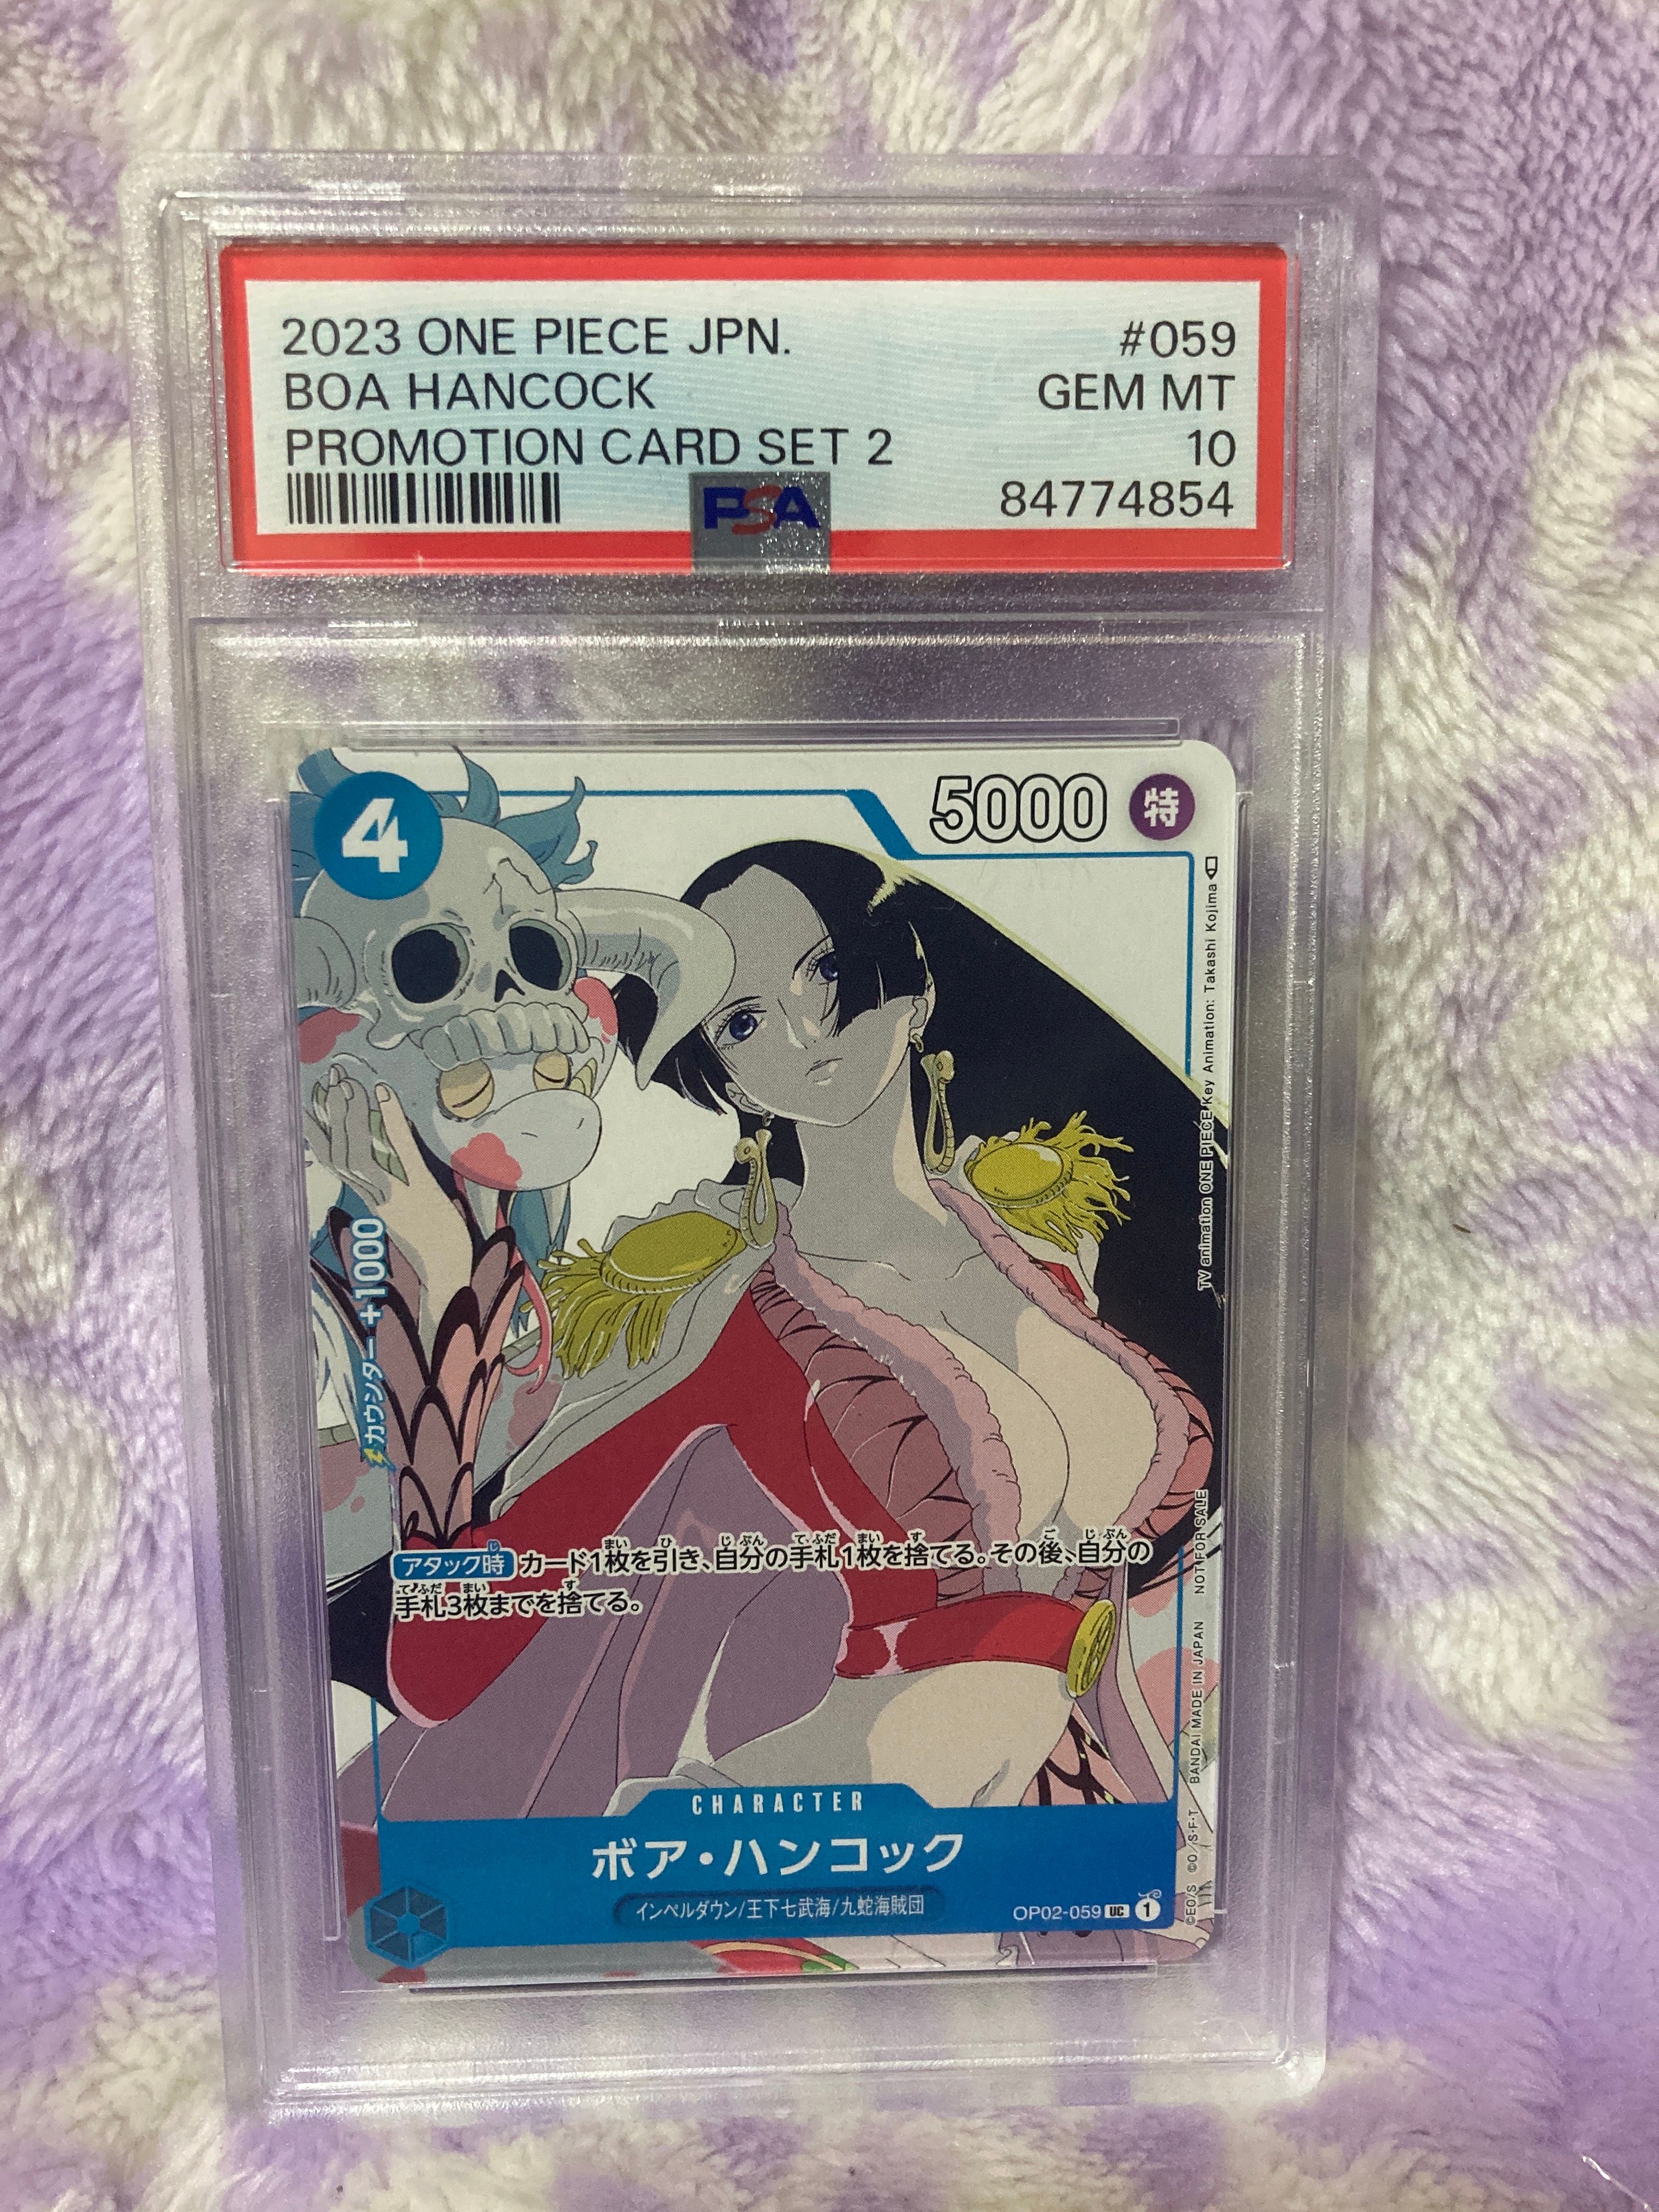 2023 ONE PIECE JPN. #059
BOA HANCOCK GEM MT
PROMOTION CARD SET 2 10
PSA 84774854
4 5000 特
TV animation ONE PIECE Key Animation: Takashi Kojima
カウンター +1000
アタック時 カード1枚を引き、自分の手札1枚を捨てる。その後、自分の
手札3枚までを捨てる。
CHARACTER
ボア・ハンコック
インペルダウン/王下七武海/九蛇海賊団
OP02-059 UC 1
©EO/S ©O/S·F·T BANDAI MADE IN JAPAN NOT FOR SALE